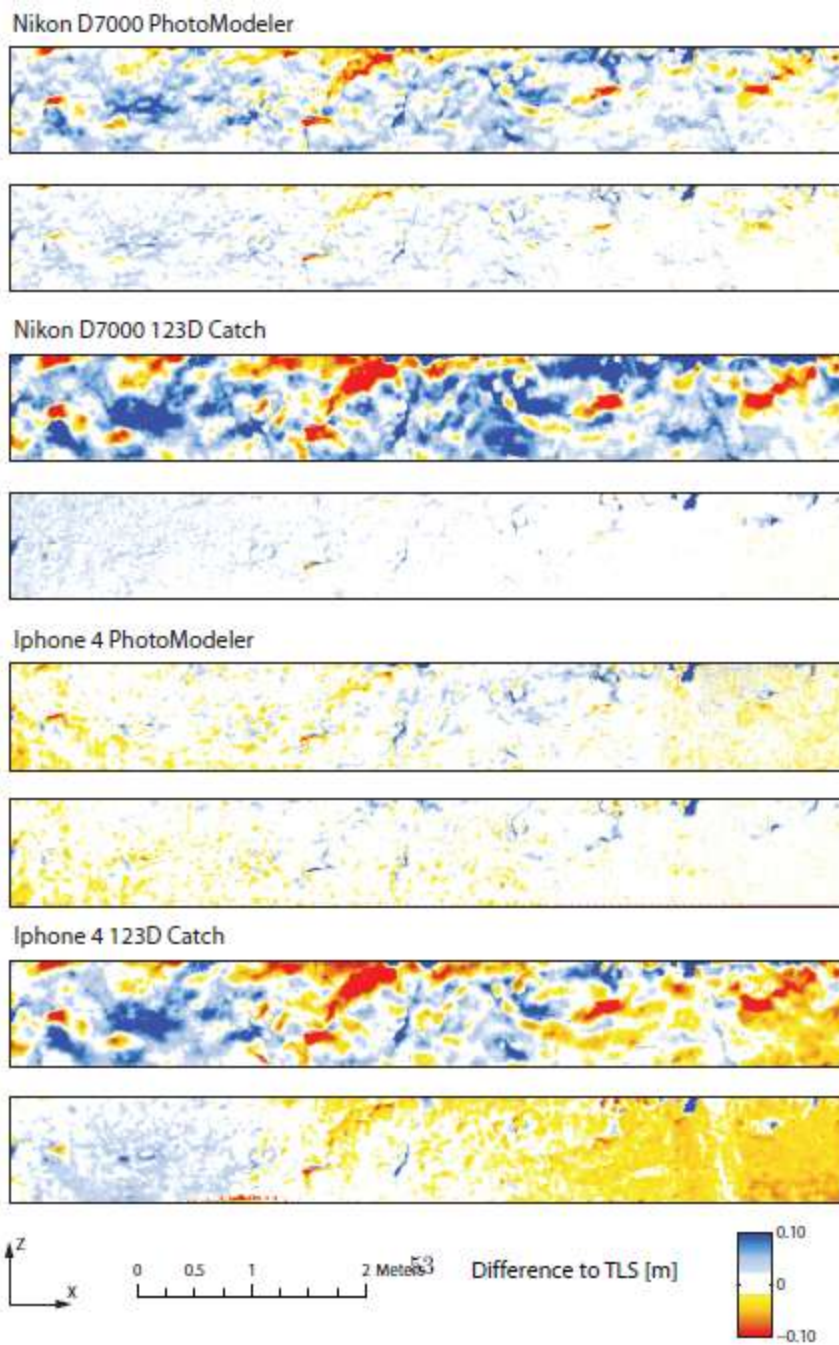 Nikon D7000 PhotoModeler
Nikon D7000 123D Catch
Iphone 4 PhotoModeler
Iphone 4 123D Catch
Z
X
0 0.5 1 2 Meters
53
Difference to TLS [m]
0.10
0
−0.10